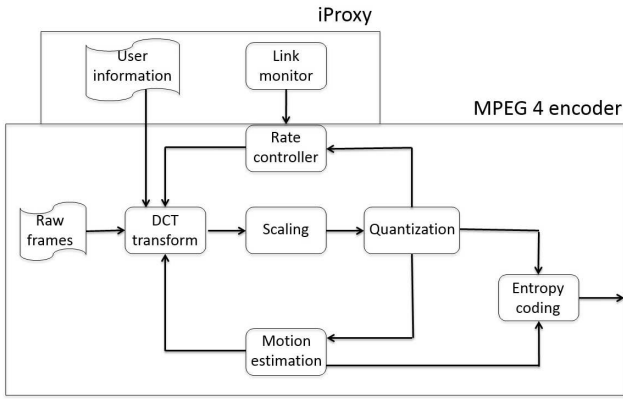 iProxy
User
information
Link
monitor
MPEG 4 encoder
Rate
controller
Raw
frames
DCT
transform
Scaling
Quantization
Entropy
coding
Motion
estimation